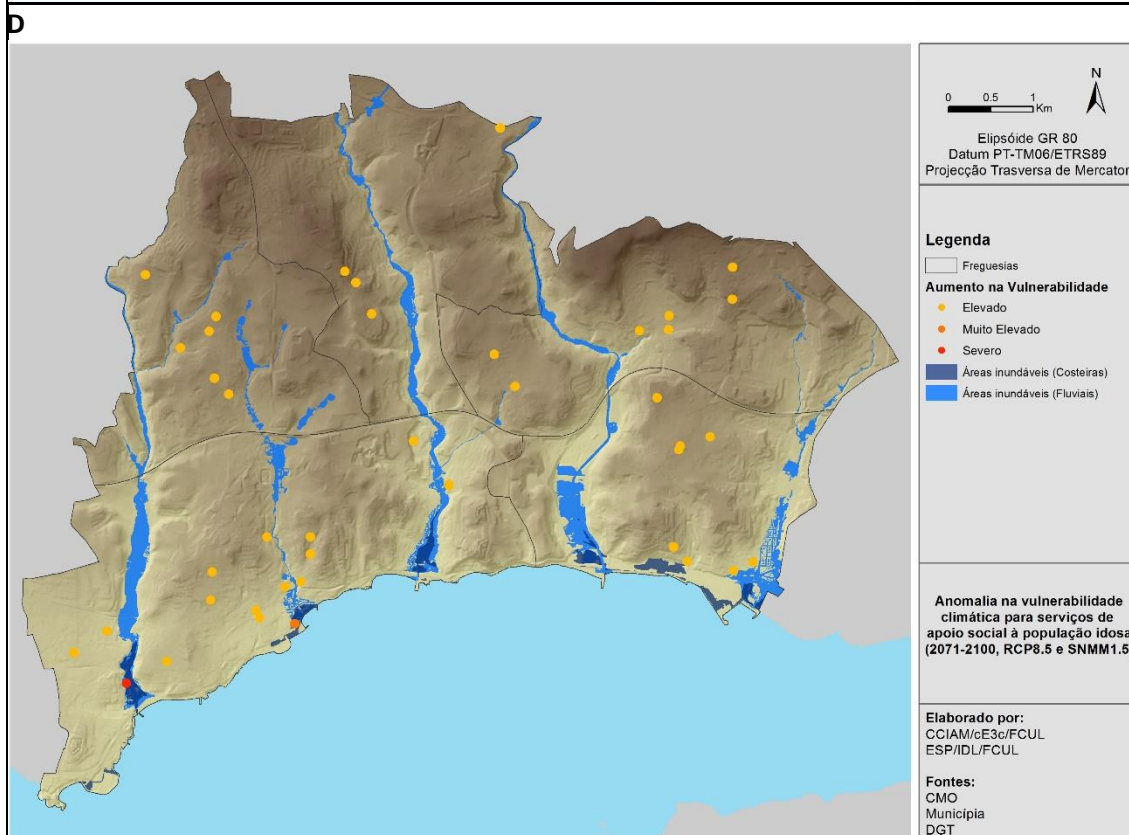 D
N
0 0.5 1
Km
Elipsóide GR 80
Datum PT-TM06/ETRS89
Projecção Trasversa de Mercator
Legenda
Freguesias
Aumento na Vulnerabilidade
Elevado
Muito Elevado
Severo
Áreas inundáveis (Costeiras)
Áreas inundáveis (Fluviais)
Anomalia na vulnerabilidade
climática para serviços de
apoio social à população idosa
(2071-2100, RCP8.5 e SNMM1.5
Elaborado por:
CCIAM/cE3c/FCUL
ESP/IDL/FCUL
Fontes:
CMO
Municípia
DGT